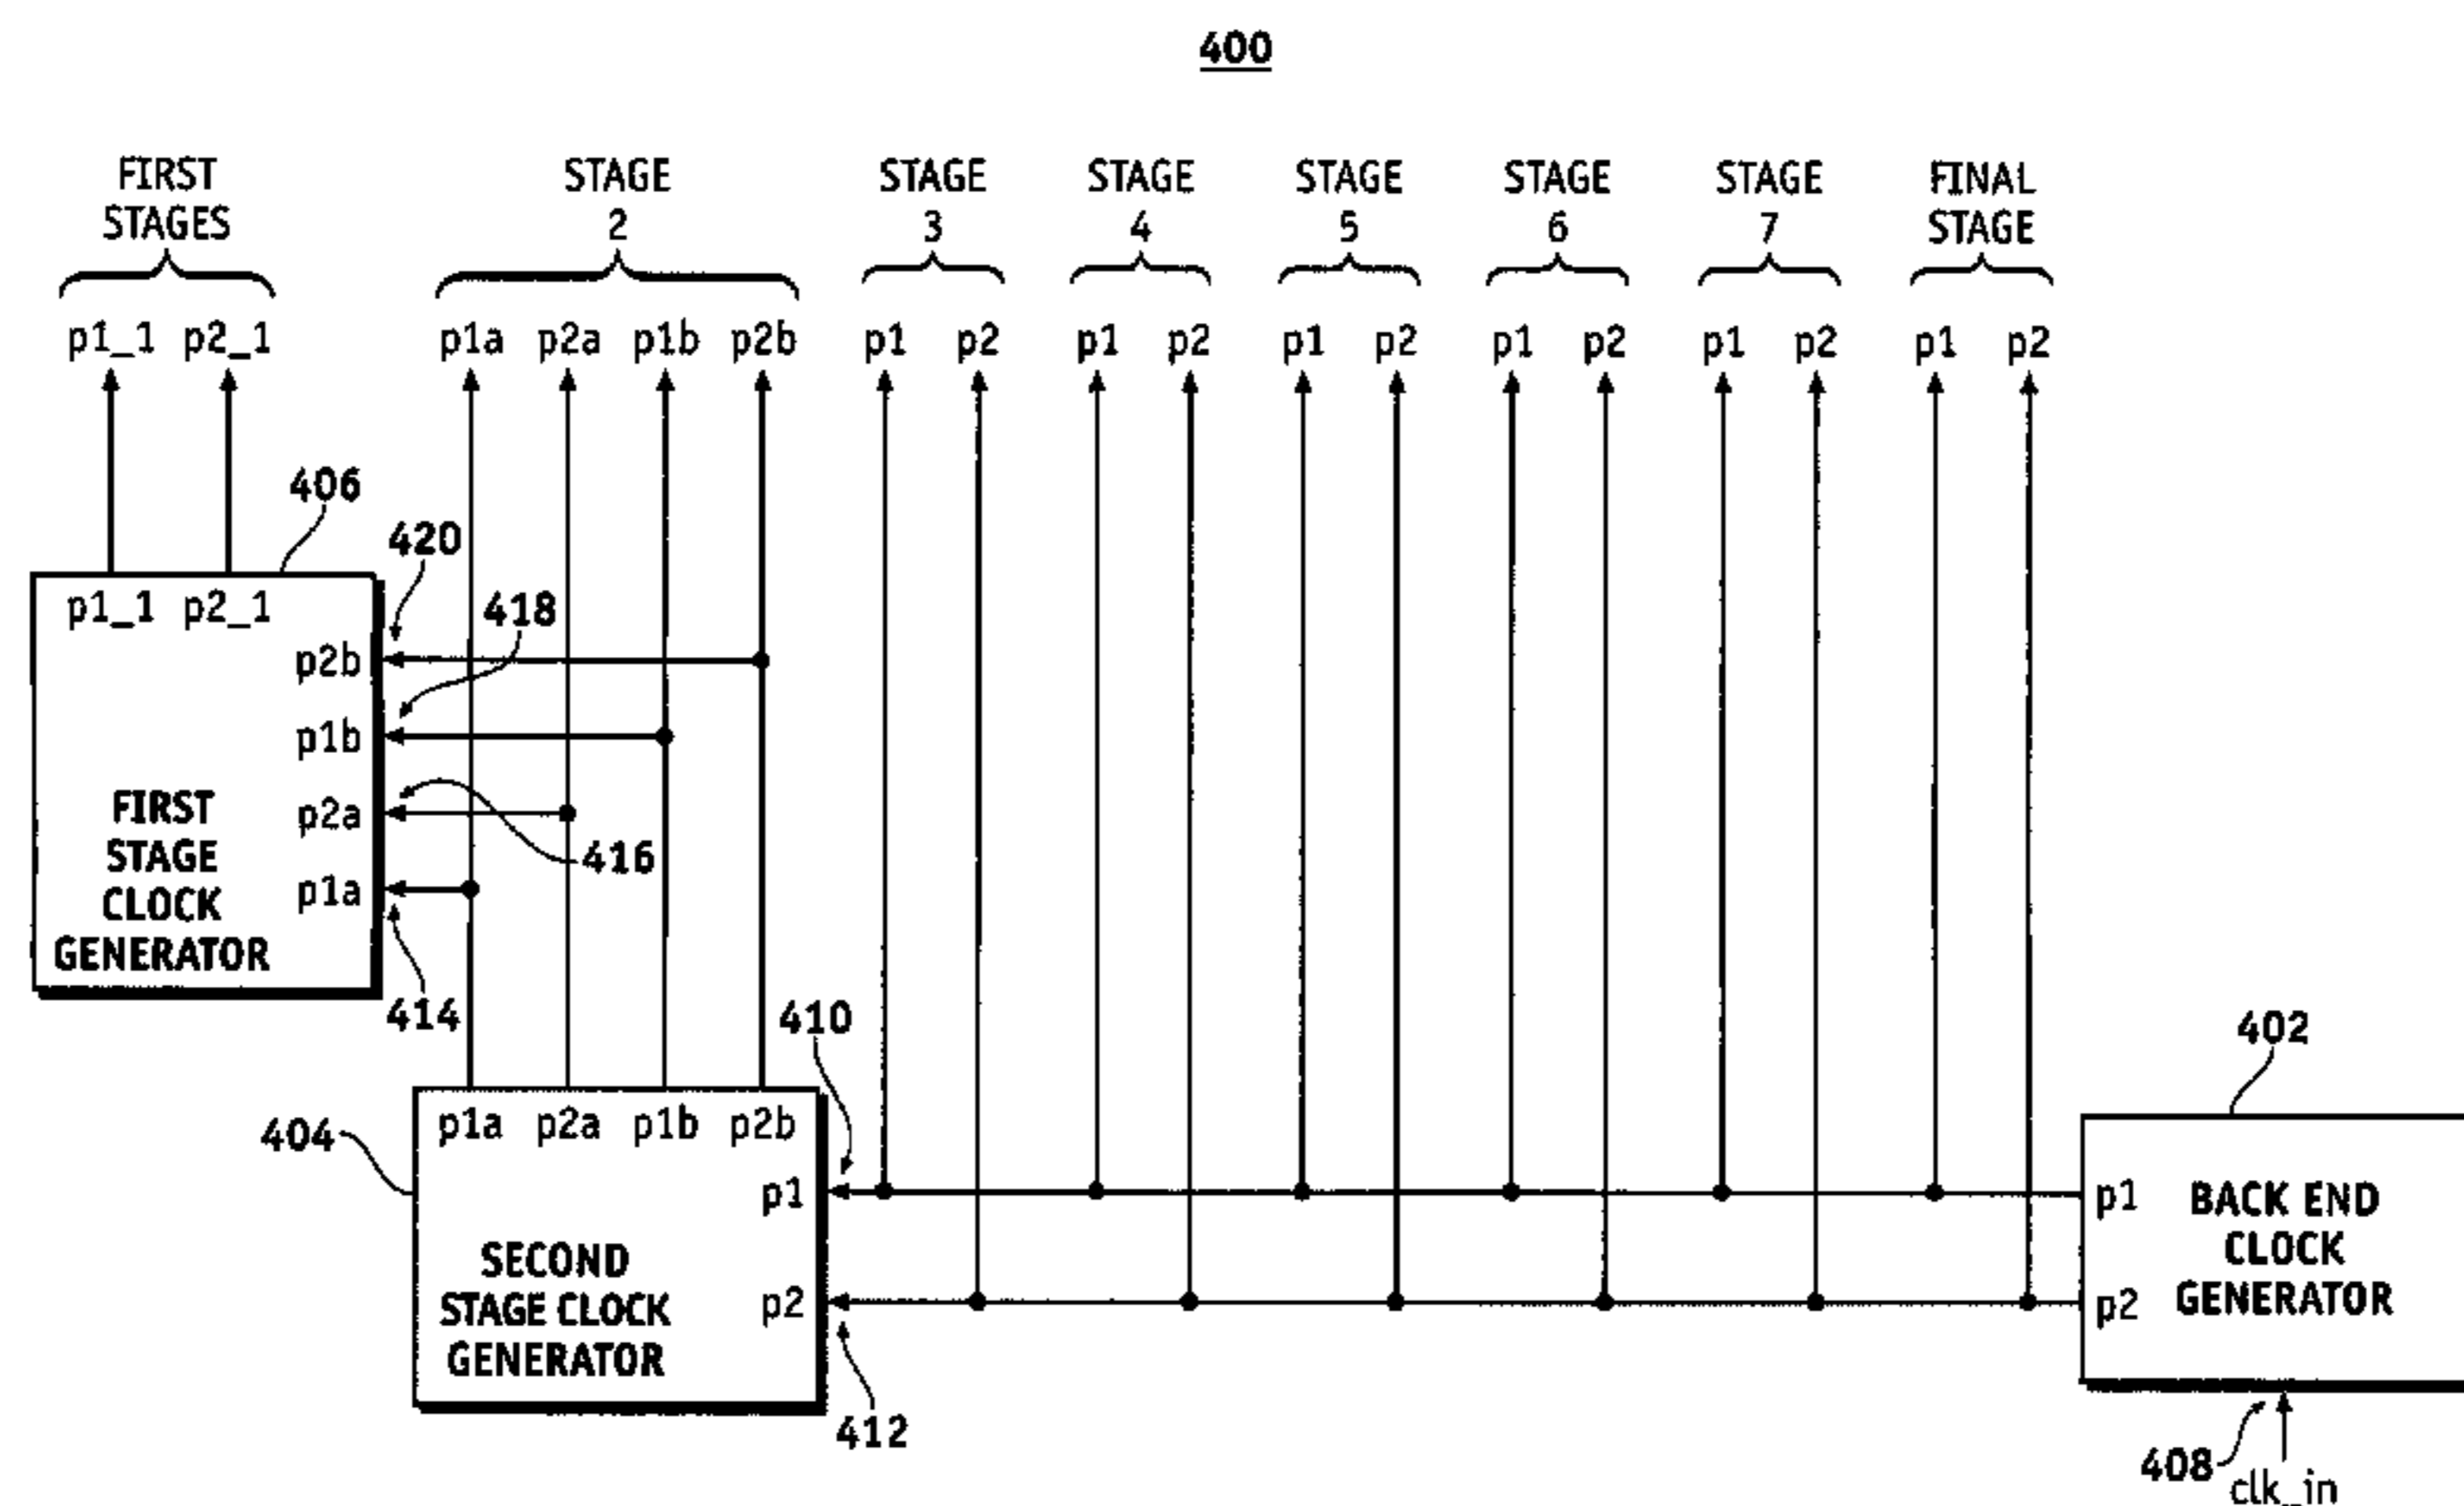 400
FIRST
STAGES
STAGE
2
STAGE
3
STAGE
4
STAGE
5
STAGE
6
STAGE
7
FINAL
STAGE
p1_1 p2_1
p1a p2a p1b p2b
p1 p2
p1 p2
p1 p2
p1 p2
p1 p2
p1 p2
406
420
418
p1_1 p2_1
p2b
p1b
p2a
p1a
FIRST
STAGE
CLOCK
GENERATOR
416
414
410
402
404
p1a p2a p1b p2b
p1
p2
SECOND
STAGE CLOCK
GENERATOR
412
p1
p2
BACK END
CLOCK
GENERATOR
408
clk_in